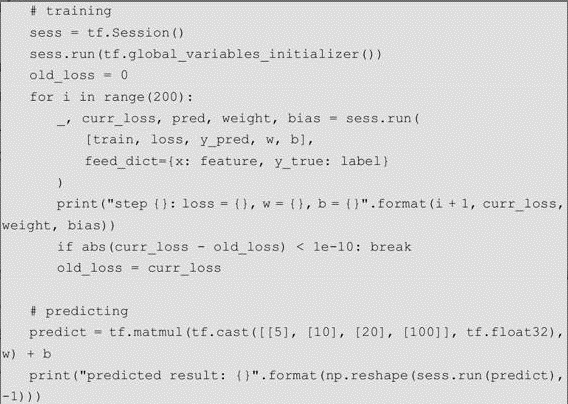 # training
sess = tf.Session()
sess.run(tf.global_variables_initializer())
old_loss = 0
for i in range(200):
_, curr_loss, pred, weight, bias = sess.run(
[train, loss, y_pred, w, b],
feed_dict={x: feature, y_true: label}
)
print("step {}: loss = {}, w = {}, b = {}".format(i + 1, curr_loss,
weight, bias))
if abs(curr_loss - old_loss) < 1e-10: break
old_loss = curr_loss
# predicting
predict = tf.matmul(tf.cast([[5], [10], [20], [100]], tf.float32),
w) + b
print("predicted result: {}".format(np.reshape(sess.run(predict),
-1)))